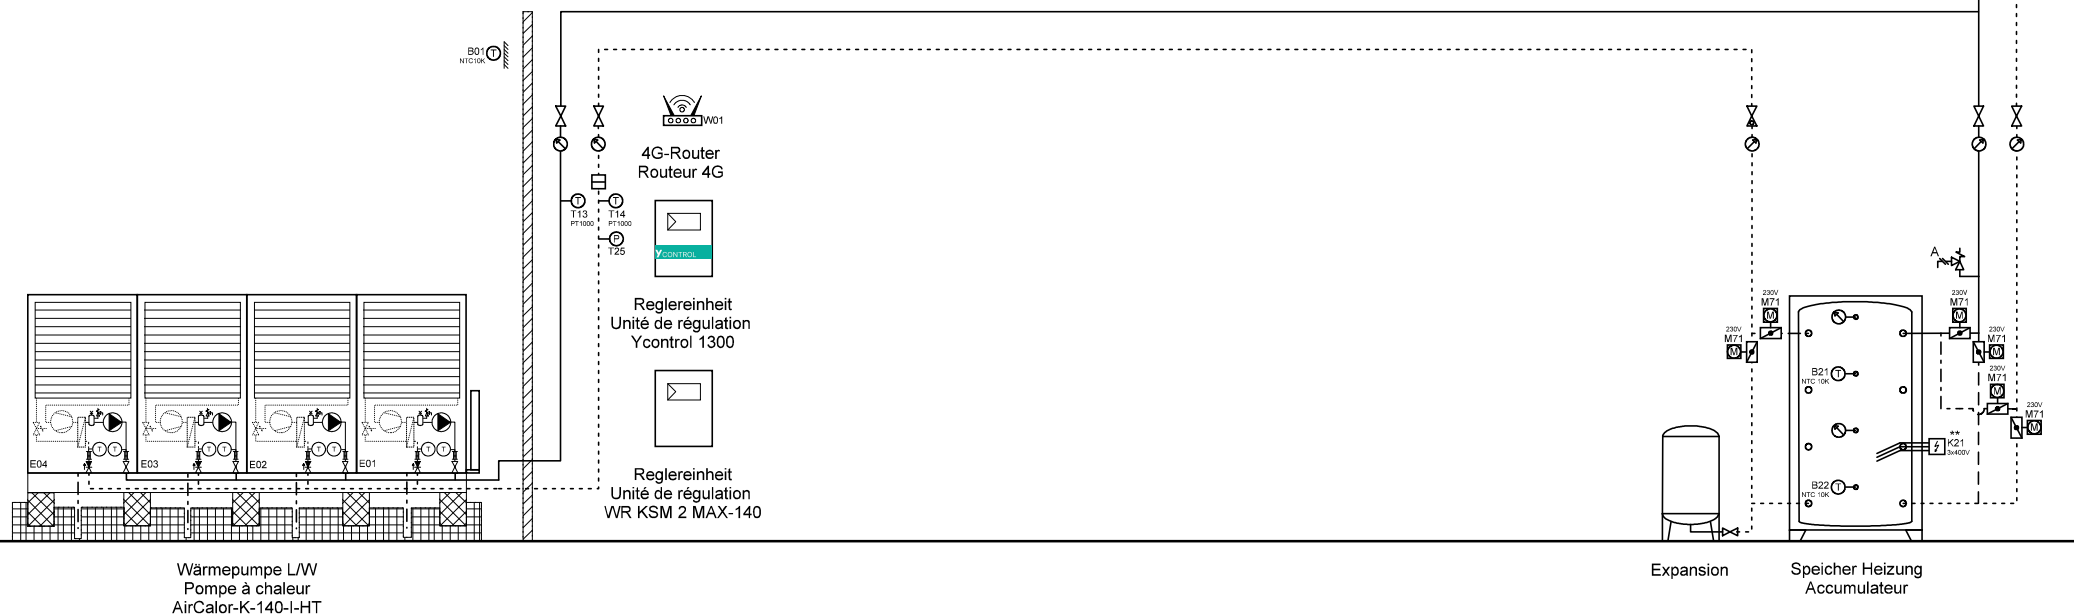 B01
T
NTC10K
W01
4G-Router
Routeur 4G
T
T13
PT1000
T
T14
PT1000
P
T25
YCONTROL
Reglereinheit
Unité de régulation
Ycontrol 1300
Reglereinheit
Unité de régulation
WR KSM 2 MAX-140
T T
T T
T T
T T
E04
E03
E02
E01
Wärmepumpe L/W
Pompe à chaleur
AirCalor-K-140-I-HT
A
230V
M71
M
230V
M71
M
230V
M71
M
230V
M71
M
230V
M71
M
230V
M71
M
B21
T
NTC 10K
**
K21
3x400V
B22
T
NTC 10K
Expansion
Speicher Heizung
Accumulateur